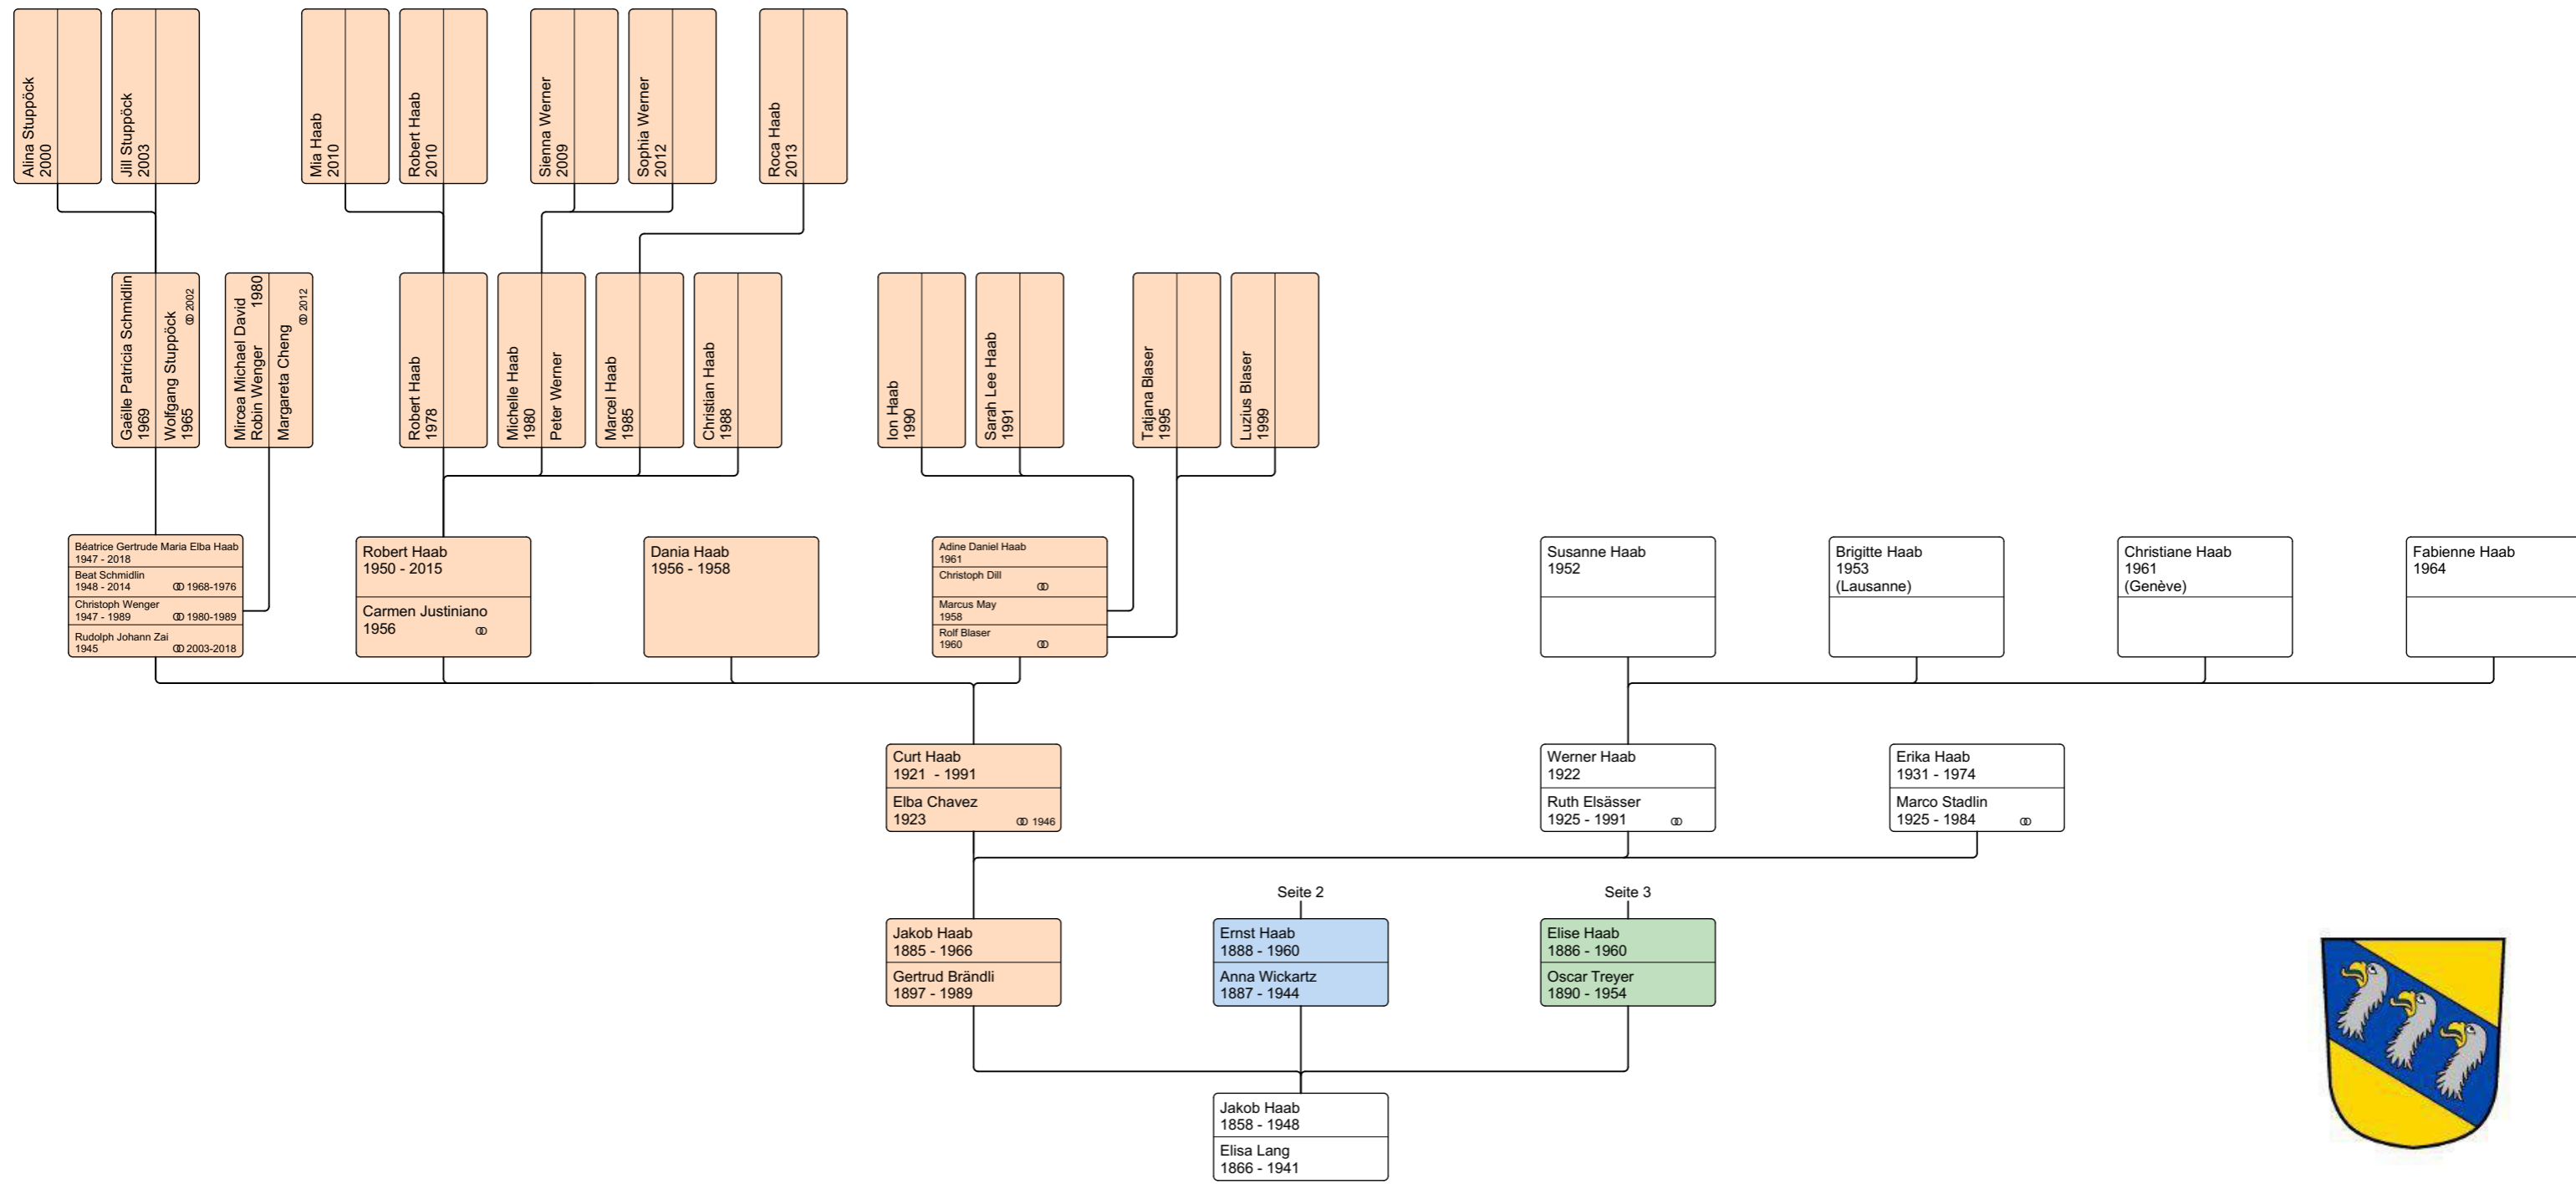 Alina Stuppöck
2000
Jill Stuppöck
2003
Mia Haab
2010
Robert Haab
2010
Sienna Werner
2009
Sophia Werner
2012
Roca Haab
2013
Gaëlle Patricia Schmidlin
1969
Wolfgang Stuppöck
1965 ⚭ 2002
Mircea Michael David
Robin Wenger 1980
Margareta Cheng
⚭ 2012
Robert Haab
1978
Michelle Haab
1980
Peter Werner
Marcel Haab
1985
Christian Haab
1988
Ion Haab
1990
Sarah Lee Haab
1991
Tatjana Blaser
1995
Luzius Blaser
1999
Béatrice Gertrude Maria Elba Haab
1947 - 2018
Beat Schmidlin
1948 - 2014 ⚭ 1968-1976
Christoph Wenger
1947 - 1989 ⚭ 1980-1989
Rudolph Johann Zai
1945 ⚭ 2003-2018
Robert Haab
1950 - 2015
Carmen Justiniano
1956 ⚭
Dania Haab
1956 - 1958
Adine Daniel Haab
1961
Christoph Dill
⚭
Marcus May
1958
Rolf Blaser
1960 ⚭
Susanne Haab
1952
Brigitte Haab
1953
(Lausanne)
Christiane Haab
1961
(Genève)
Fabienne Haab
1964
Curt Haab
1921 - 1991
Elba Chavez
1923 ⚭ 1946
Werner Haab
1922
Ruth Elsässer
1925 - 1991 ⚭
Erika Haab
1931 - 1974
Marco Stadlin
1925 - 1984 ⚭
Seite 2
Seite 3
Jakob Haab
1885 - 1966
Gertrud Brändli
1897 - 1989
Ernst Haab
1888 - 1960
Anna Wickartz
1887 - 1944
Elise Haab
1886 - 1960
Oscar Treyer
1890 - 1954
Jakob Haab
1858 - 1948
Elisa Lang
1866 - 1941